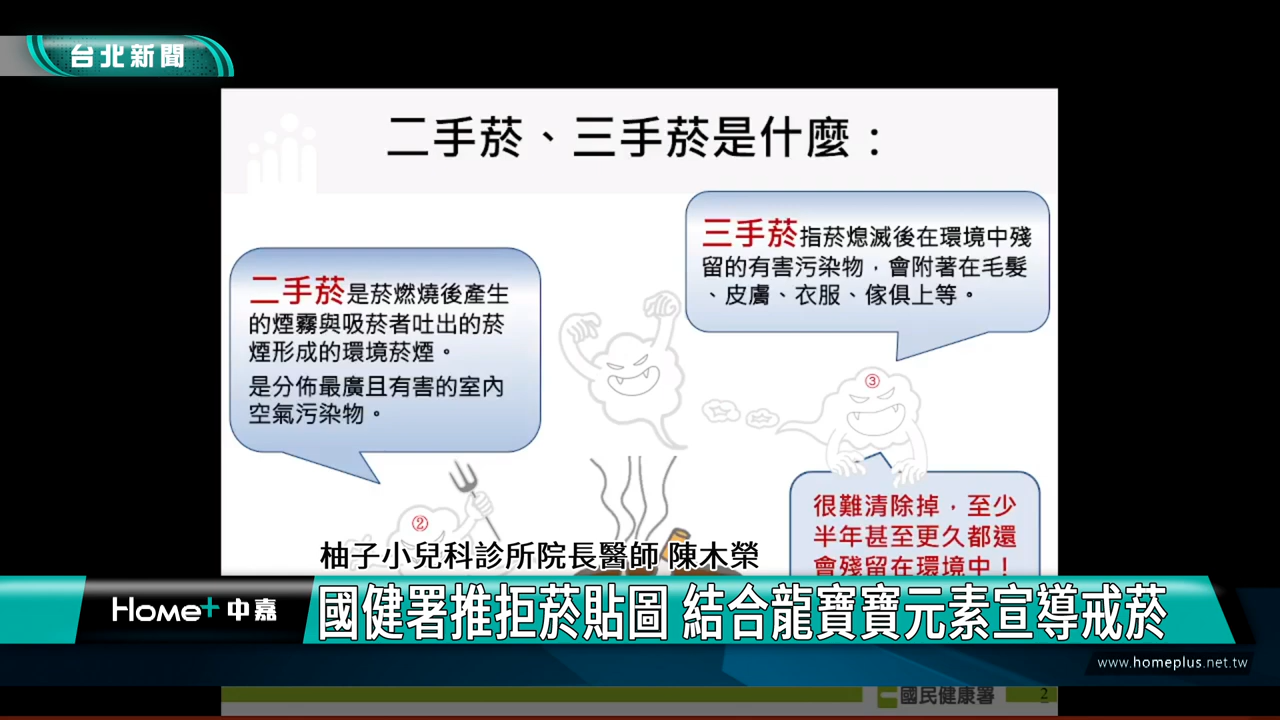 台北新聞
二手菸、三手菸是什麼：
三手菸指菸熄滅後在環境中殘
留的有害污染物，會附著在毛髮
、皮膚、衣服、傢俱上等。
二手菸是菸燃燒後產生
的煙霧與吸菸者吐出的菸
煙形成的環境菸煙。
是分佈最廣且有害的室內
空氣污染物。
③
②
很難清除掉，至少
半年甚至更久都還
會殘留在環境中！
柚子小兒科診所院長醫師 陳木榮
Home+ 中嘉
國健署推拒菸貼圖 結合龍寶寶元素宣導戒菸
www.homeplus.net.tw
國民健康署
2